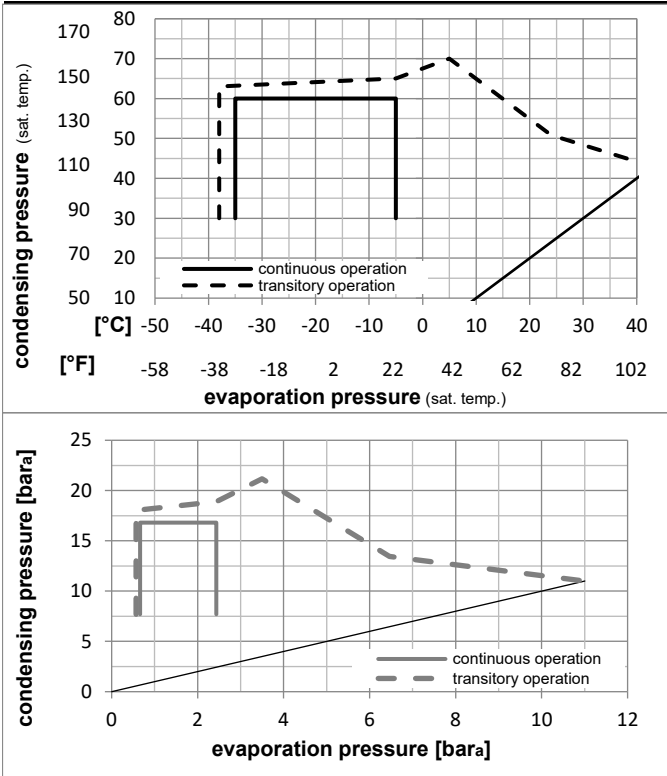 170 80
150 70
60
130 50
110 40
90 30
70 20
50 10
condensing pressure (sat. temp.)
continuous operation
transitory operation
[°C] -50 -40 -30 -20 -10 0 10 20 30 40
[°F] -58 -38 -18 2 22 42 62 82 102
evaporation pressure (sat. temp.)
25
20
15
10
5
0
condensing pressure [bara]
continuous operation
transitory operation
0 2 4 6 8 10 12
evaporation pressure [bara]